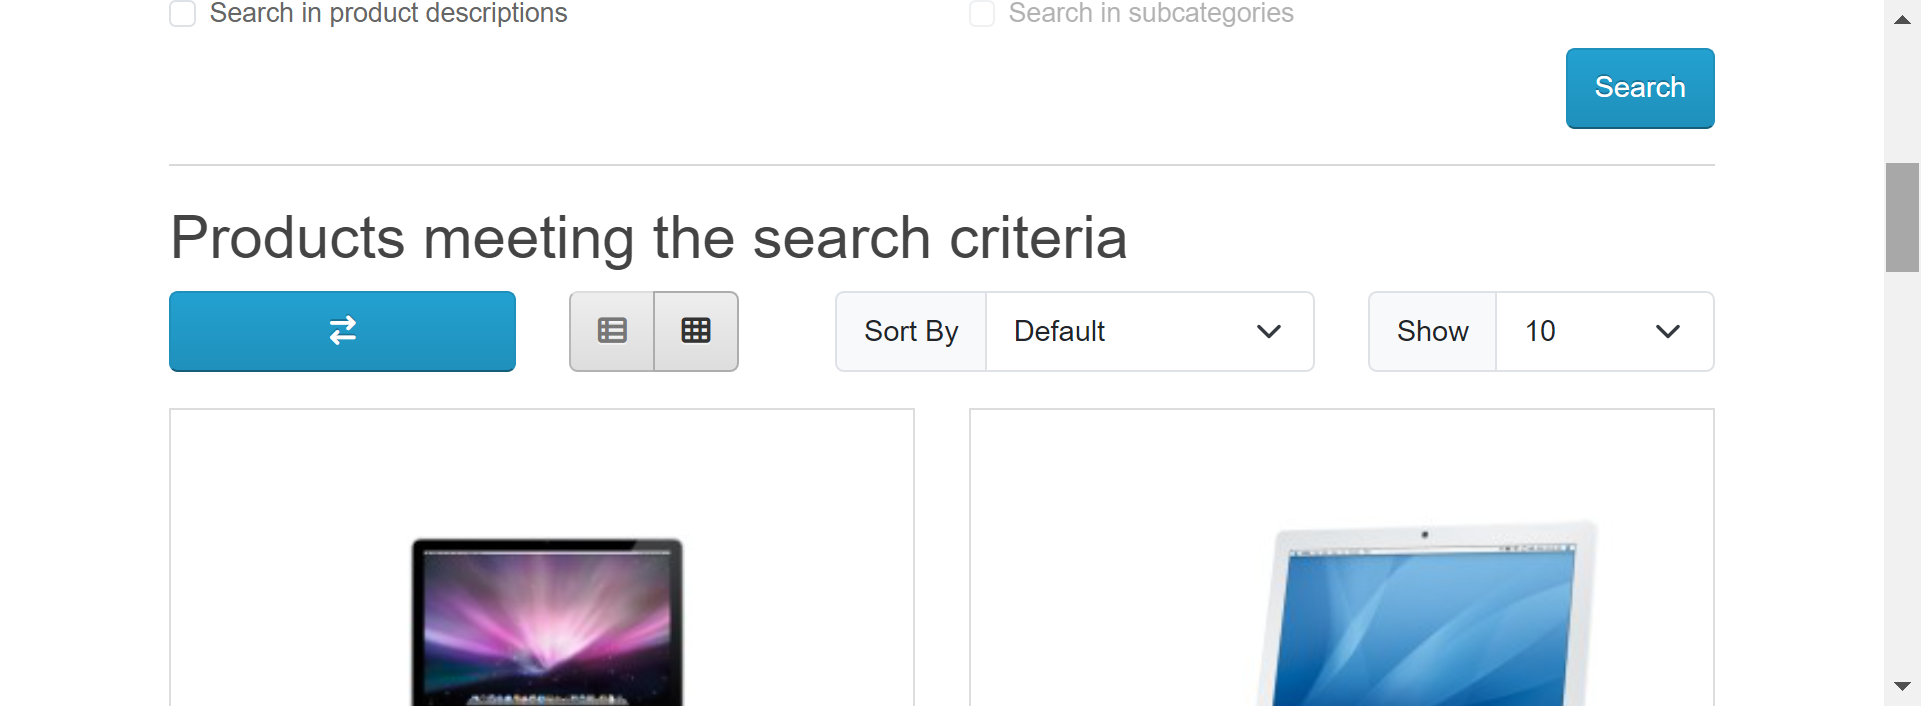 Search in product descriptions
Search in subcategories
Search
Products meeting the search criteria
Sort By Default Show 10